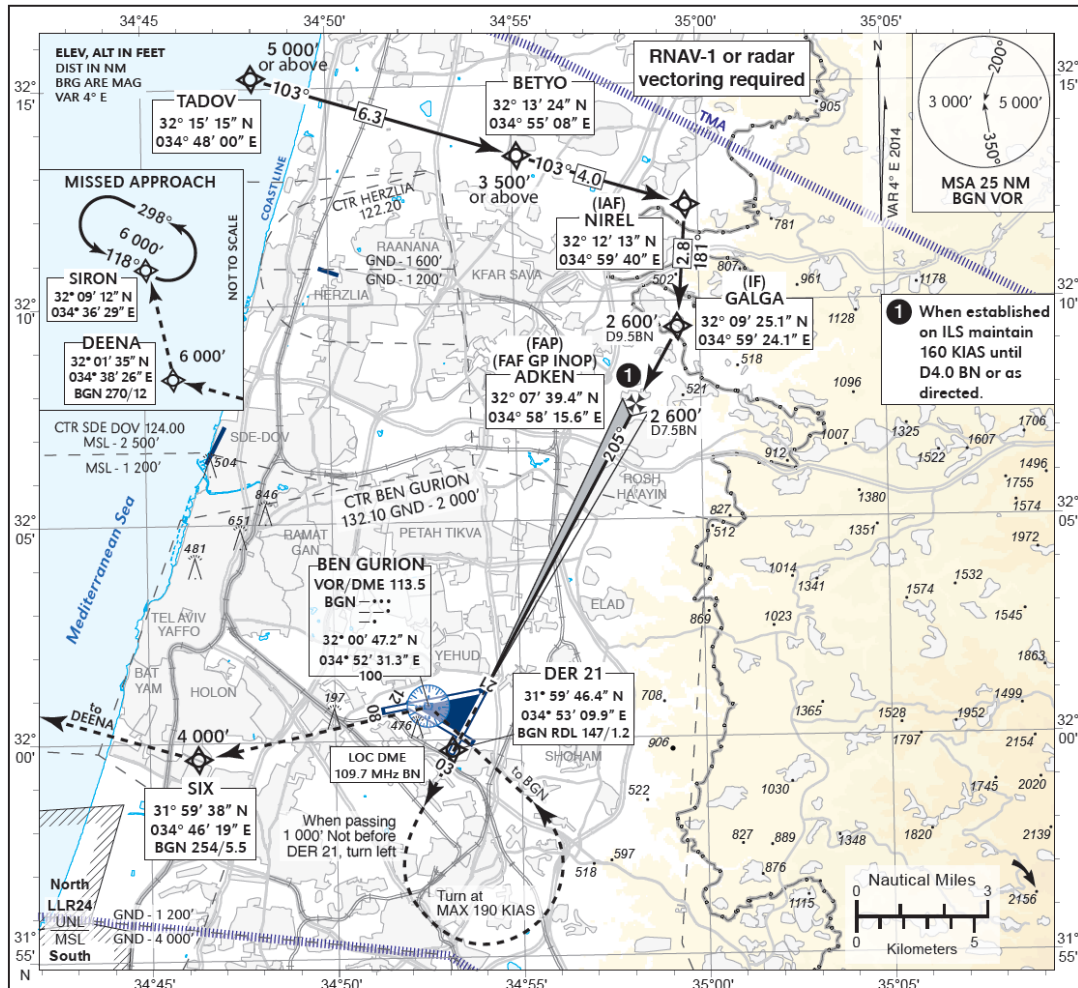 34°45'
34°50'
34°55'
35°00'
35°05'
ELEV, ALT IN FEET
DIST IN NM
BRG ARE MAG
VAR 4° E
5 000'
or above
TADOV
32° 15' 15" N
034° 48' 00" E
103°
6.3
BETYO
32° 13' 24" N
034° 55' 08" E
3 500'
or above
103°
4.0
RNAV-1 or radar
vectoring required
TMA
905
N
VAR 4° E 2014
200°
3 000'
5 000'
350°
MSA 25 NM
BGN VOR
32°
15'
32°
15'
MISSED APPROACH
298°
6 000'
118°
SIRON
32° 09' 12" N
034° 36' 29" E
DEENA
32° 01' 35" N
034° 38' 26" E
BGN 270/12
6 000'
NOT TO SCALE
COAST LINE
CTR HERZLIA
122.20
RAANANA
GND - 1 600'
GND - 1 200'
HERZLIA
KFAR SAVA
(IAF)
NIREL
32° 12' 13" N
034° 59' 40" E
2.8
181°
502
807
781
961
1178
1128
(IF)
GALGA
32° 09' 25.1" N
034° 59' 24.1" E
2 600'
D9.5BN
518
521
1096
1
When established
on ILS maintain
160 KIAS until
D4.0 BN or as
directed.
32°
10'
32°
10'
(FAP)
(FAF GP INOP)
ADKEN
32° 07' 39.4" N
034° 58' 15.6" E
1
2 600'
D7.5BN
205°
CTR SDE DOV 124.00
MSL - 2 500'
MSL - 1 200'
SDE-DOV
504
846
651
481
CTR BEN GURION
132.10 GND - 2 000'
RAMAT
GAN
PETAH TIKVA
ROSH
HA'AYIN
912
1007
1325
1522
1607
1706
1496
1755
1574
1380
1351
1972
827
512
32°
05'
32°
05'
Mediterranean Sea
TEL AVIV
YAFFO
BAT
YAM
HOLON
BEN GURION
VOR/DME 113.5
BGN
32° 00' 47.2" N
034° 52' 31.3" E
100
YEHUD
ELAD
1014
1341
1574
1532
1023
1545
869
1863
21
DER 21
31° 59' 46.4" N
034° 53' 09.9" E
BGN RDL 147/1.2
12
08
197
476
03
708
906
1365
1528
1952
1499
1797
2154
to
DEENA
4 000'
SIX
31° 59' 38" N
034° 46' 19" E
BGN 254/5.5
LOC DME
109.7 MHz BN
SHOHAM
to BGN
522
1030
1745
2020
32°
00'
32°
00'
When passing
1 000' Not before
DER 21, turn left
Turn at
MAX 190 KIAS
597
518
827
889
876
1348
1820
2139
1115
2156
North
LLR24
UNL
MSL
South
GND - 1 200'
GND - 4 000'
Nautical Miles
0
3
0
5
Kilometers
31°
55'
N
31°
55'
34°45'
34°50'
34°55'
35°00'
35°05'